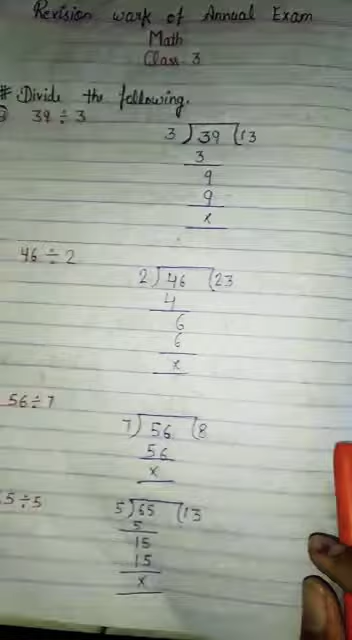 Revision wark of Annual Exam
Math
Class 3
# Divide the following.
39 ÷ 3
3) 39 (13
3
9
9
x
46 ÷ 2
2) 46 (23
4
6
6
x
56 ÷ 7
7) 56 (8
56
x
5 ÷ 5
5) 65 (13
5
15
15
x